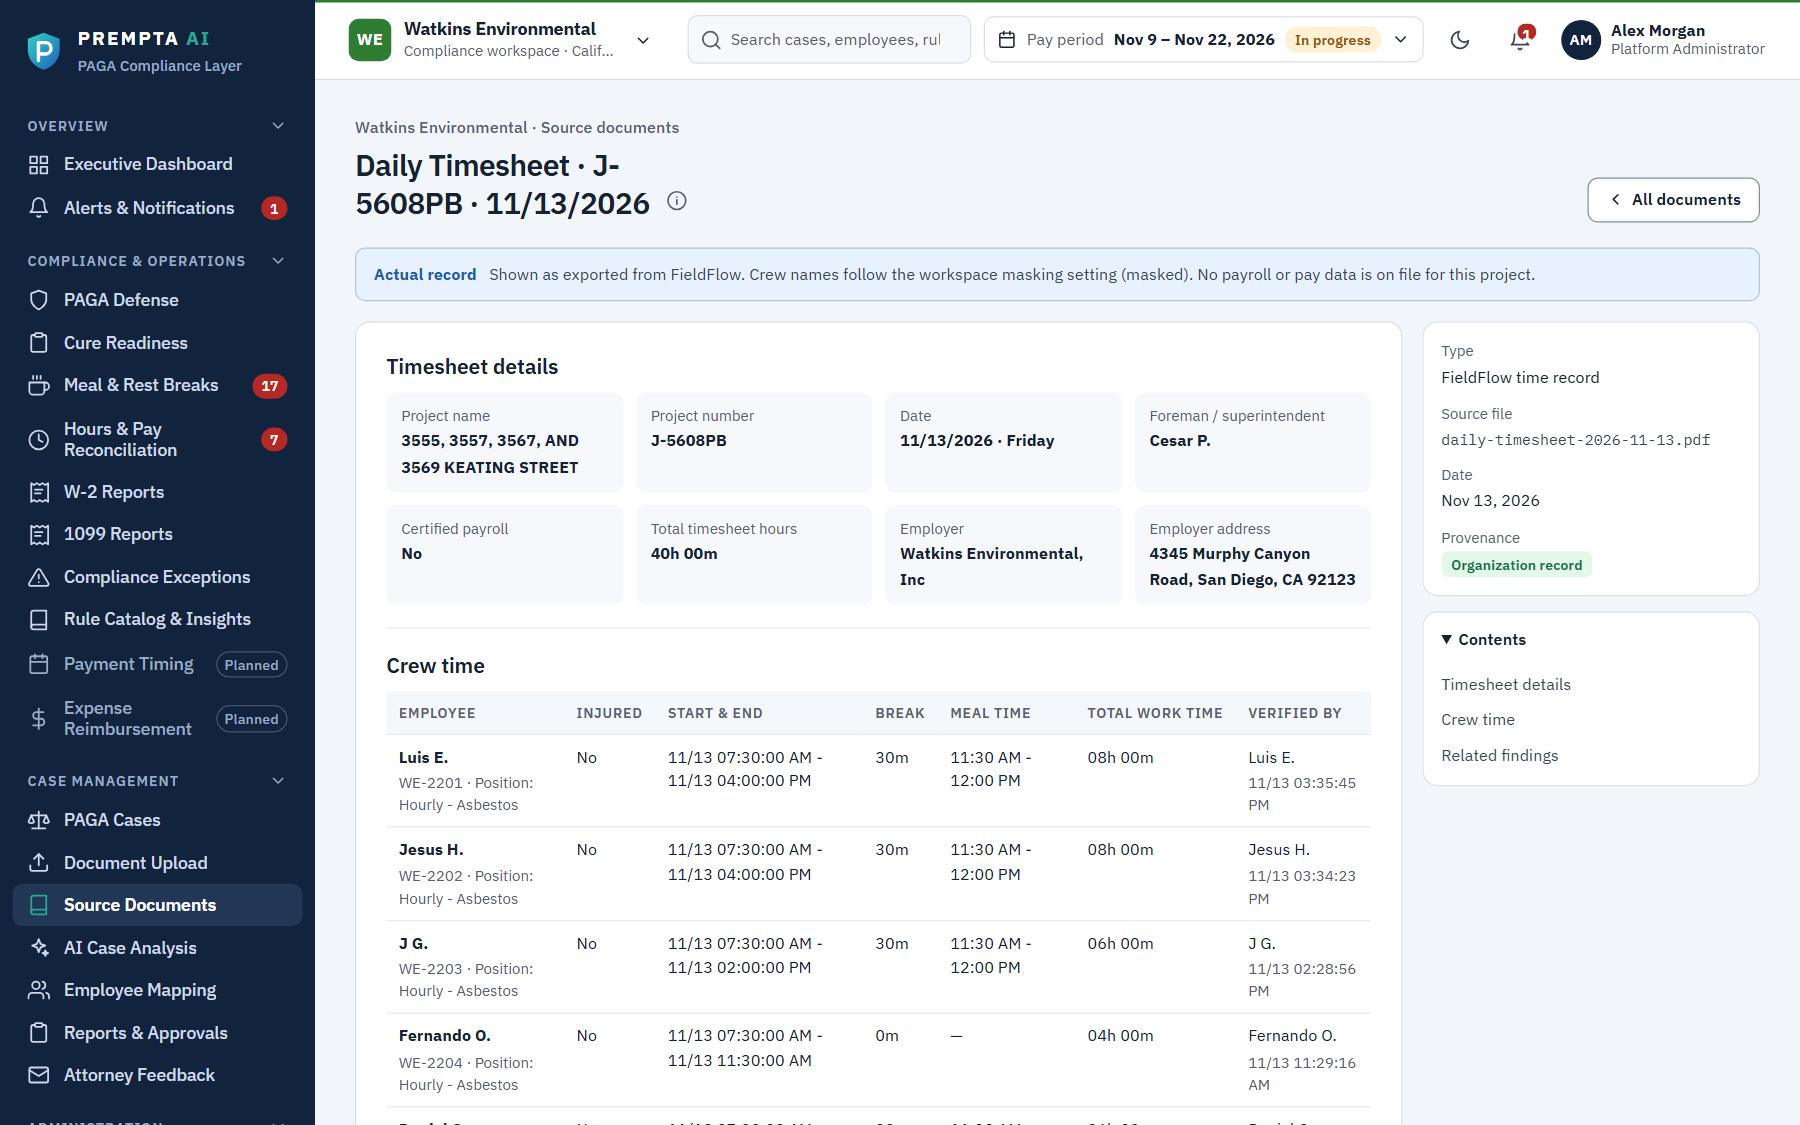 PREMPTA AI
PAGA Compliance Layer
OVERVIEW
Executive Dashboard
Alerts & Notifications
1
COMPLIANCE & OPERATIONS
PAGA Defense
Cure Readiness
Meal & Rest Breaks
17
Hours & Pay
Reconciliation
7
W-2 Reports
1099 Reports
Compliance Exceptions
Rule Catalog & Insights
Payment Timing
Planned
Expense
Reimbursement
Planned
CASE MANAGEMENT
PAGA Cases
Document Upload
Source Documents
AI Case Analysis
Employee Mapping
Reports & Approvals
Attorney Feedback
WE
Watkins Environmental
Compliance workspace · Calif...
Search cases, employees, rul
Pay period Nov 9 – Nov 22, 2026 In progress
1
AM
Alex Morgan
Platform Administrator
Watkins Environmental · Source documents
Daily Timesheet · J-
5608PB · 11/13/2026
All documents
Actual record Shown as exported from FieldFlow. Crew names follow the workspace masking setting (masked). No payroll or pay data is on file for this project.
Timesheet details
Project name
3555, 3557, 3567, AND
3569 KEATING STREET
Project number
J-5608PB
Date
11/13/2026 · Friday
Foreman / superintendent
Cesar P.
Certified payroll
No
Total timesheet hours
40h 00m
Employer
Watkins Environmental,
Inc
Employer address
4345 Murphy Canyon
Road, San Diego, CA 92123
Crew time
EMPLOYEE INJURED START & END BREAK MEAL TIME TOTAL WORK TIME VERIFIED BY
Luis E. No 11/13 07:30:00 AM - 30m 11:30 AM - 08h 00m Luis E.
WE-2201 · Position: 11/13 04:00:00 PM 12:00 PM 11/13 03:35:45
Hourly - Asbestos PM
Jesus H. No 11/13 07:30:00 AM - 30m 11:30 AM - 08h 00m Jesus H.
WE-2202 · Position: 11/13 04:00:00 PM 12:00 PM 11/13 03:34:23
Hourly - Asbestos PM
J G. No 11/13 07:30:00 AM - 30m 11:30 AM - 06h 00m J G.
WE-2203 · Position: 11/13 02:00:00 PM 12:00 PM 11/13 02:28:56
Hourly - Asbestos PM
Fernando O. No 11/13 07:30:00 AM - 0m — 04h 00m Fernando O.
WE-2204 · Position: 11/13 11:30:00 AM 11/13 11:29:16
Hourly - Asbestos AM
Type
FieldFlow time record
Source file
daily-timesheet-2026-11-13.pdf
Date
Nov 13, 2026
Provenance
Organization record
Contents
Timesheet details
Crew time
Related findings